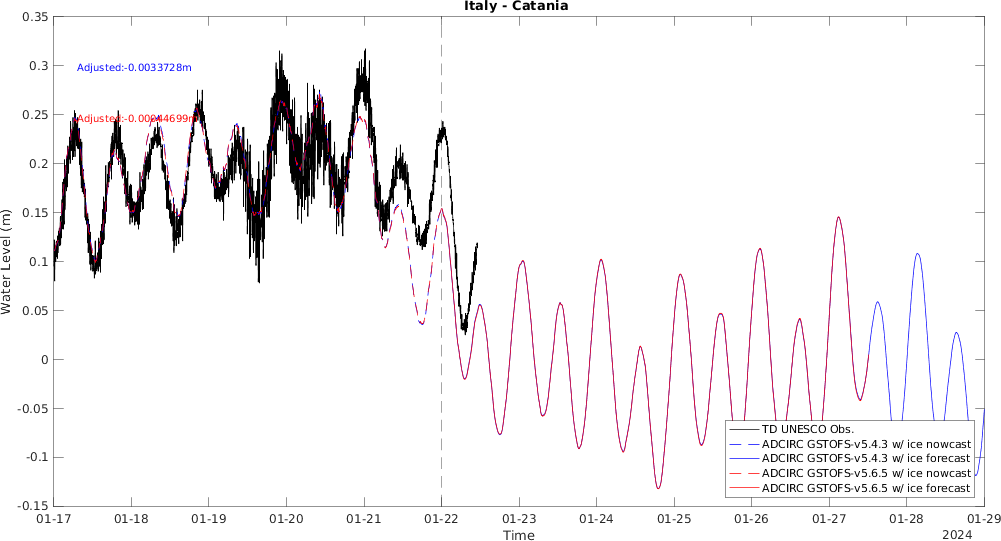 Italy - Catania
0.35
0.3
0.25
0.2
0.15
0.1
0.05
0
-0.05
-0.1
-0.15
Water Level (m)
Adjusted:-0.0033728m
Adjusted:-0.00044699m
TD UNESCO Obs.
ADCIRC GSTOFS-v5.4.3 w/ ice nowcast
ADCIRC GSTOFS-v5.4.3 w/ ice forecast
ADCIRC GSTOFS-v5.6.5 w/ ice nowcast
ADCIRC GSTOFS-v5.6.5 w/ ice forecast
01-17 01-18 01-19 01-20 01-21 01-22 01-23 01-24 01-25 01-26 01-27 01-28 01-29
Time 2024